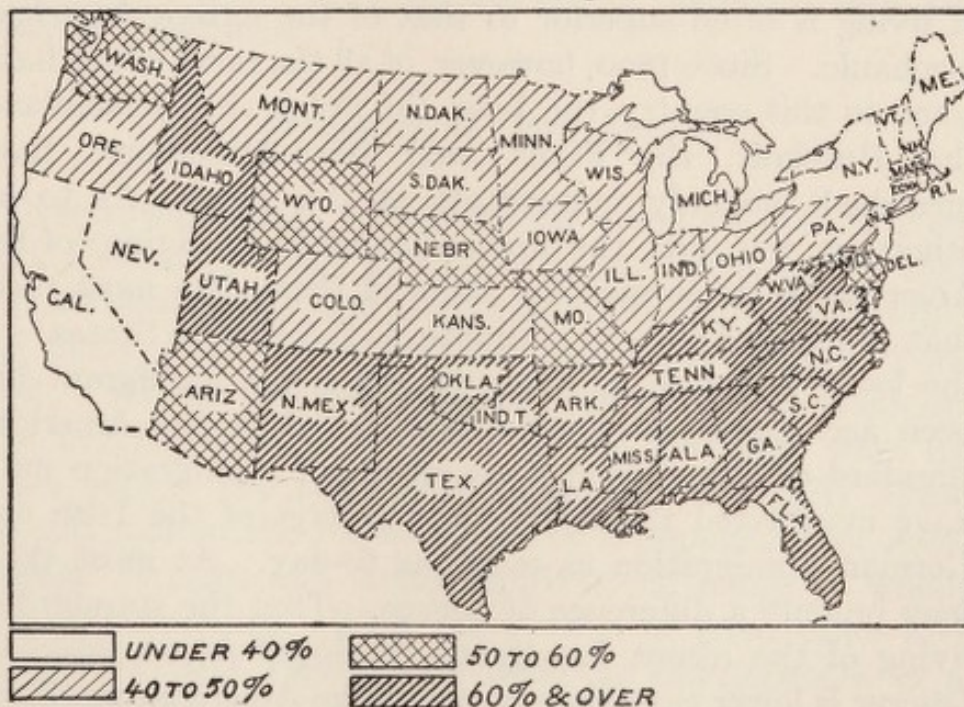 WASH.
MONT.
N.DAK.
MINN.
ME.
VT.
N.H.
ORE.
IDAHO
S.DAK.
WIS.
MICH.
N.Y.
MASS.
CONN.
R.I.
WYO.
NEBR
IOWA
PA.
N.J.
NEV.
UTAH
COLO.
KANS.
MO.
ILL.
IND.
OHIO
W.VA.
MD.
DEL.
VA.
CAL.
KY.
ARIZ
N.MEX.
OKLA.
IND.T.
ARK.
TENN
N.C.
S.C.
TEX.
LA.
MISS.
ALA.
GA.
FLA.
UNDER 40%
50 TO 60%
40 TO 50%
60% & OVER